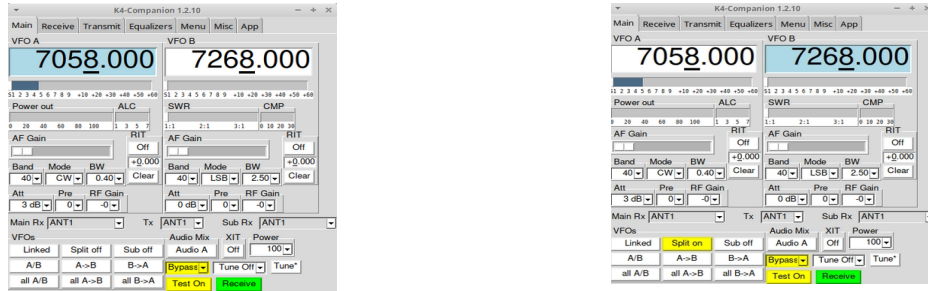 K4-Companion 1.2.10
Main Receive Transmit Equalizers Menu Misc App
VFO A VFO B
7058.000 7268.000
S1 2 3 4 5 6 7 8 9 +10 +20 +30 +40 +50 +60 S1 2 3 4 5 6 7 8 9 +10 +20 +30 +40 +50 +60
Power out ALC SWR CMP
0 20 40 60 80 100 1 3 5 7 1:1 2:1 3:1 0 10 20 30
AF Gain RIT AF Gain RIT
Off Off
+0.000 +0.000
Band Mode BW Clear Band Mode BW Clear
40 CW 0.40 40 LSB 2.50
Att Pre RF Gain Att Pre RF Gain
3 dB 0 -0 0 dB 0 -0
Main Rx ANT1 Tx ANT1 Sub Rx ANT1
VFOs Audio Mix XIT Power
Linked Split off Sub off Audio A Off 100
A/B A->B B->A Bypass Tune Off Tune*
all A/B all A->B all B->A Test On Receive
K4-Companion 1.2.10
Main Receive Transmit Equalizers Menu Misc App
VFO A VFO B
7058.000 7268.000
S1 2 3 4 5 6 7 8 9 +10 +20 +30 +40 +50 +60 S1 2 3 4 5 6 7 8 9 +10 +20 +30 +40 +50 +60
Power out ALC SWR CMP
0 20 40 60 80 100 1 3 5 7 1:1 2:1 3:1 0 10 20 30
AF Gain RIT AF Gain RIT
Off Off
+0.000 +0.000
Band Mode BW Clear Band Mode BW Clear
40 CW 0.40 40 LSB 2.50
Att Pre RF Gain Att Pre RF Gain
3 dB 0 -0 0 dB 0 -0
Main Rx ANT1 Tx ANT1 Sub Rx ANT1
VFOs Audio Mix XIT Power
Linked Split on Sub off Audio A Off 100
A/B A->B B->A Bypass Tune Off Tune*
all A/B all A->B all B->A Test On Receive